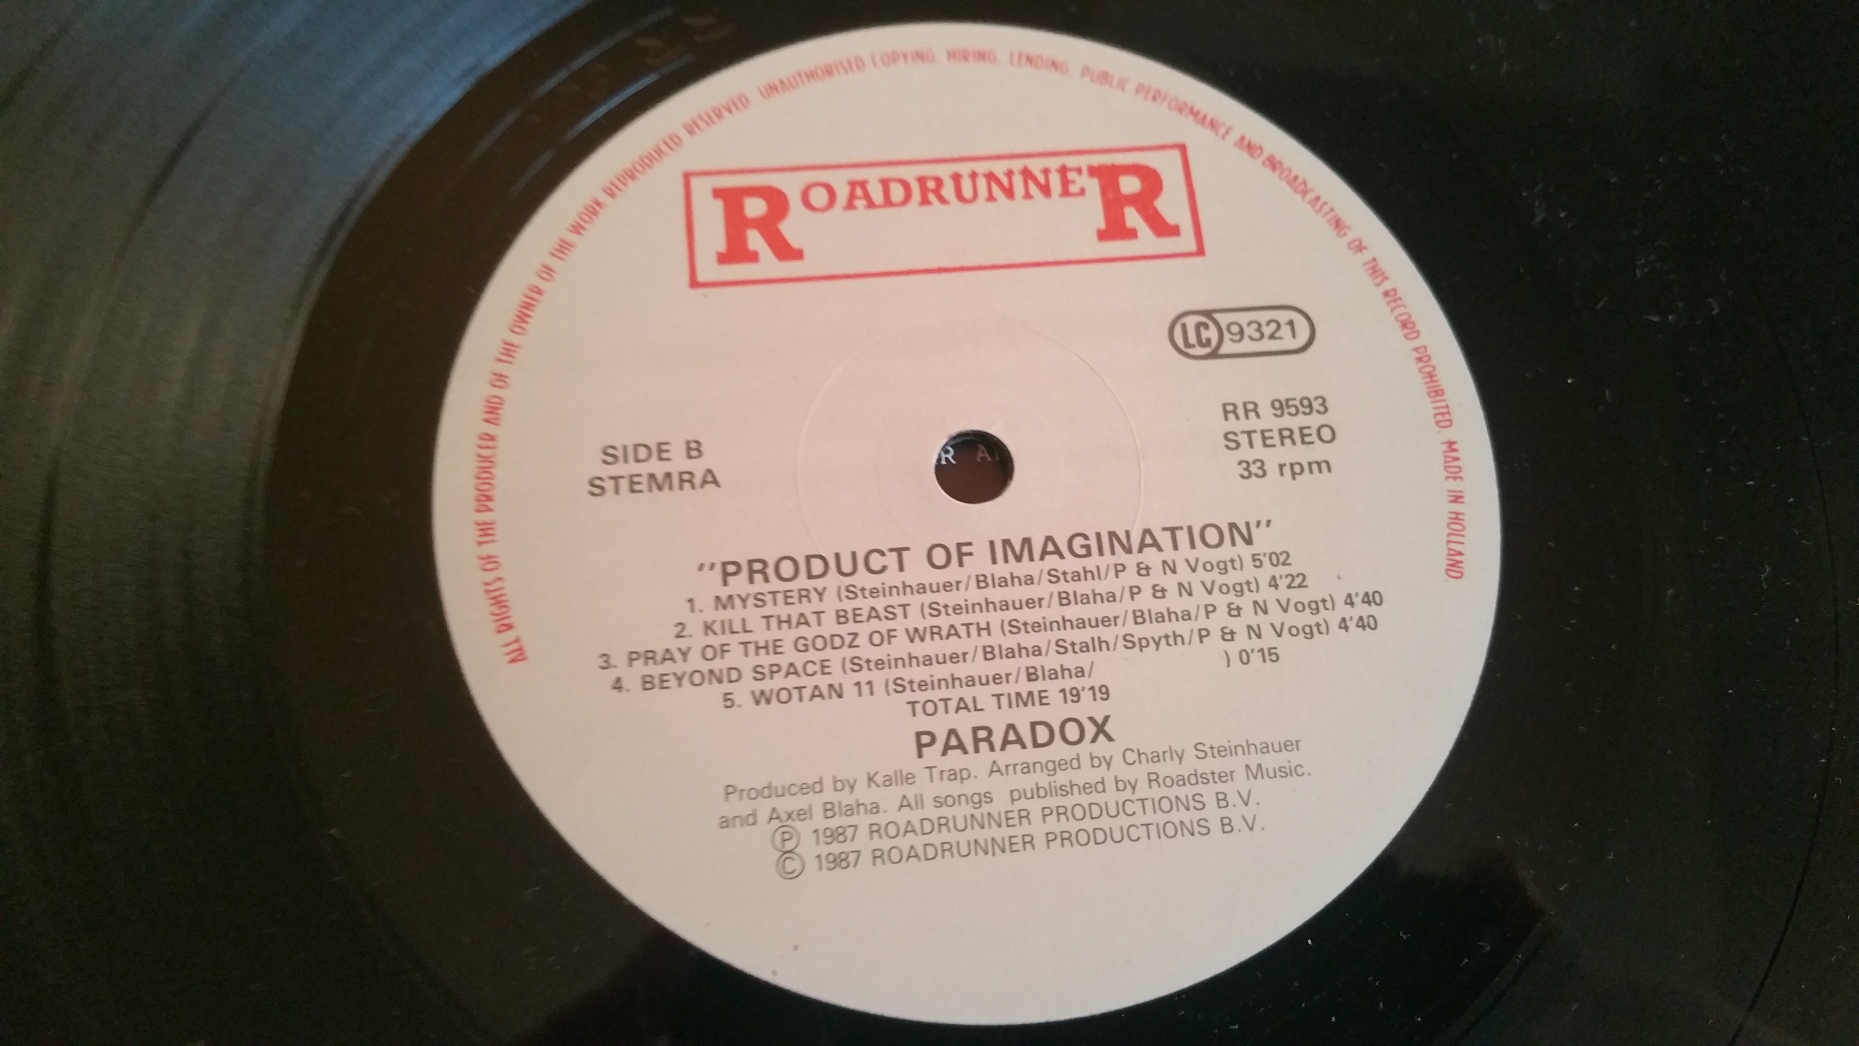 ALL RIGHTS OF THE PRODUCER AND OF THE OWNER OF THE WORK REPRODUCED RESERVED. UNAUTHORISED COPYING, HIRING, LENDING, PUBLIC PERFORMANCE AND BROADCASTING OF THIS RECORD PROHIBITED. MADE IN HOLLAND.
ROADRUNNER
LC 9321
SIDE B
STEMRA
RR 9593
STEREO
33 rpm
R A
"PRODUCT OF IMAGINATION"
1. MYSTERY (Steinhauer/Blaha/Stahl/P & N Vogt) 5'02
2. KILL THAT BEAST (Steinhauer/Blaha/P & N Vogt) 4'22
3. PRAY OF THE GODZ OF WRATH (Steinhauer/Blaha/P & N Vogt) 4'40
4. BEYOND SPACE (Steinhauer/Blaha/Stalh/Spyth/P & N Vogt) 4'40
5. WOTAN 11 (Steinhauer/Blaha/ ) 0'15
TOTAL TIME 19'19
PARADOX
Produced by Kalle Trap. Arranged by Charly Steinhauer
and Axel Blaha. All songs published by Roadster Music.
Ⓟ 1987 ROADRUNNER PRODUCTIONS B.V.
© 1987 ROADRUNNER PRODUCTIONS B.V.